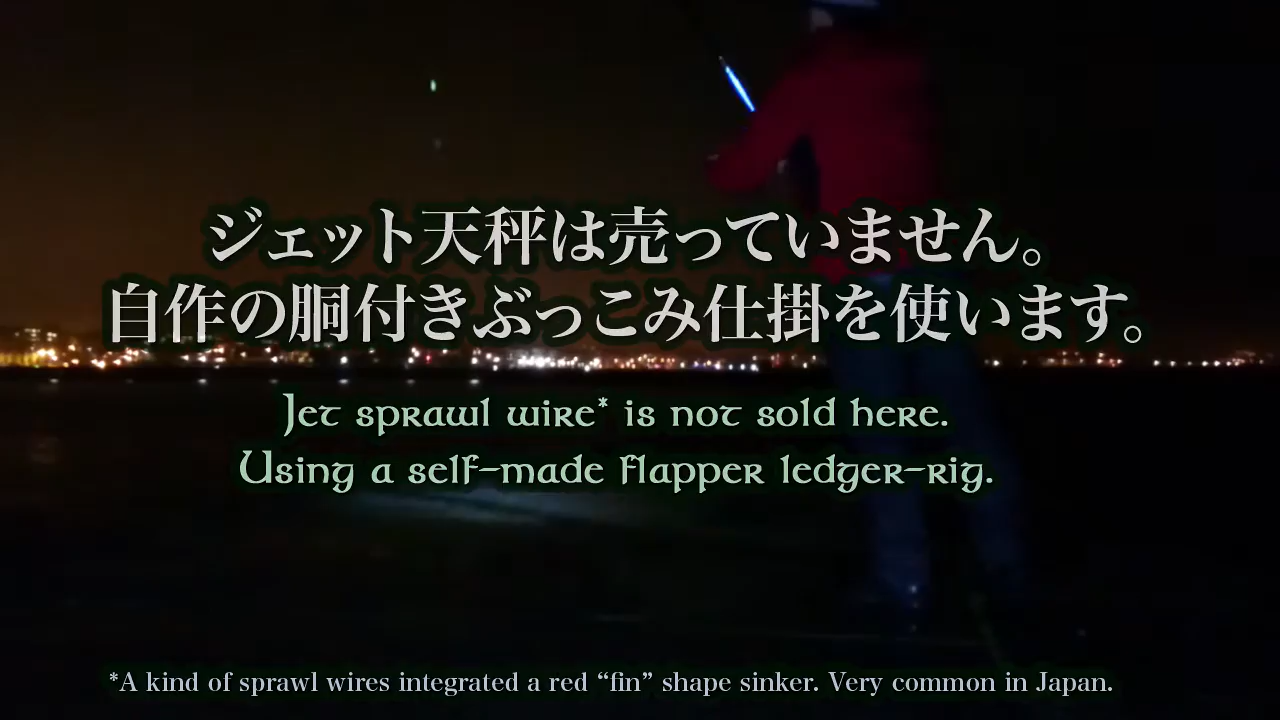 ジェット天秤は売っていません。
自作の胴付きぶっこみ仕掛を使います。
Jet sprawl wire* is not sold here.
Using a self-made flapper ledger-rig.
*A kind of sprawl wires integrated a red “fin” shape sinker. Very common in Japan.